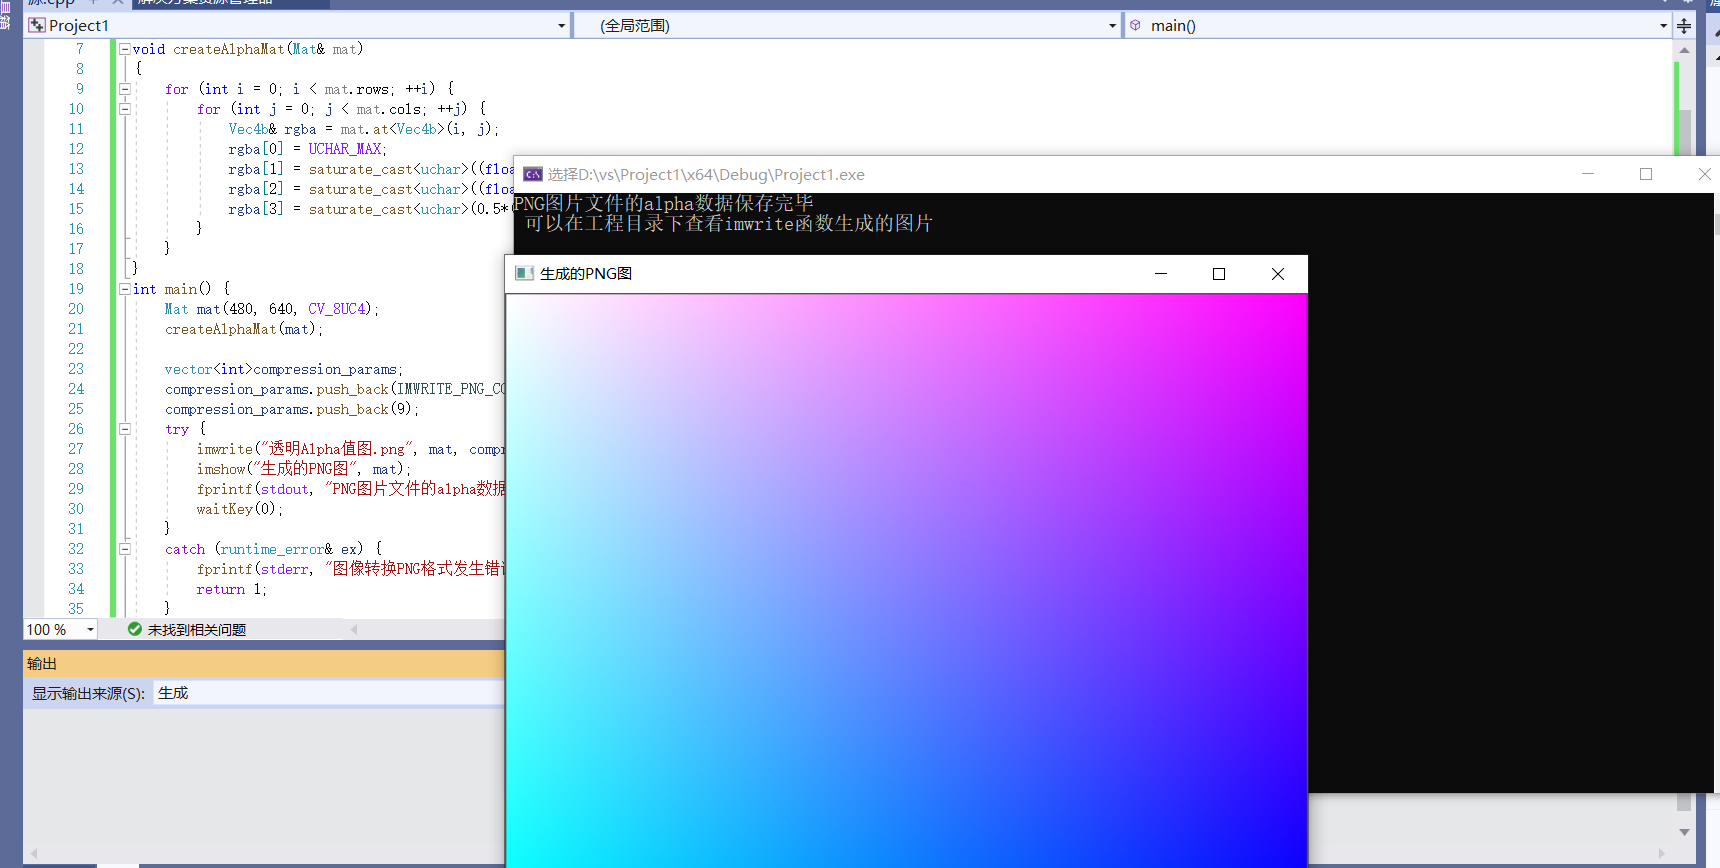 源.cpp
解决方案资源管理器
Project1
(全局范围)
main()
7 void createAlphaMat(Mat& mat)
8 {
9 for (int i = 0; i < mat.rows; ++i) {
10 for (int j = 0; j < mat.cols; ++j) {
11 Vec4b& rgba = mat.at<Vec4b>(i, j);
12 rgba[0] = UCHAR_MAX;
13 rgba[1] = saturate_cast<uchar>((floa
14 rgba[2] = saturate_cast<uchar>((floa
15 rgba[3] = saturate_cast<uchar>(0.5*(
16 }
17 }
18 }
19 int main() {
20 Mat mat(480, 640, CV_8UC4);
21 createAlphaMat(mat);
22
23 vector<int>compression_params;
24 compression_params.push_back(IMWRITE_PNG_CO
25 compression_params.push_back(9);
26 try {
27 imwrite("透明Alpha值图.png", mat, compr
28 imshow("生成的PNG图", mat);
29 fprintf(stdout, "PNG图片文件的alpha数据
30 waitKey(0);
31 }
32 catch (runtime_error& ex) {
33 fprintf(stderr, "图像转换PNG格式发生错误
34 return 1;
35 }
100 %
未找到相关问题
输出
显示输出来源(S): 生成
选择D:\vs\Project1\x64\Debug\Project1.exe
PNG图片文件的alpha数据保存完毕
可以在工程目录下查看imwrite函数生成的图片
生成的PNG图